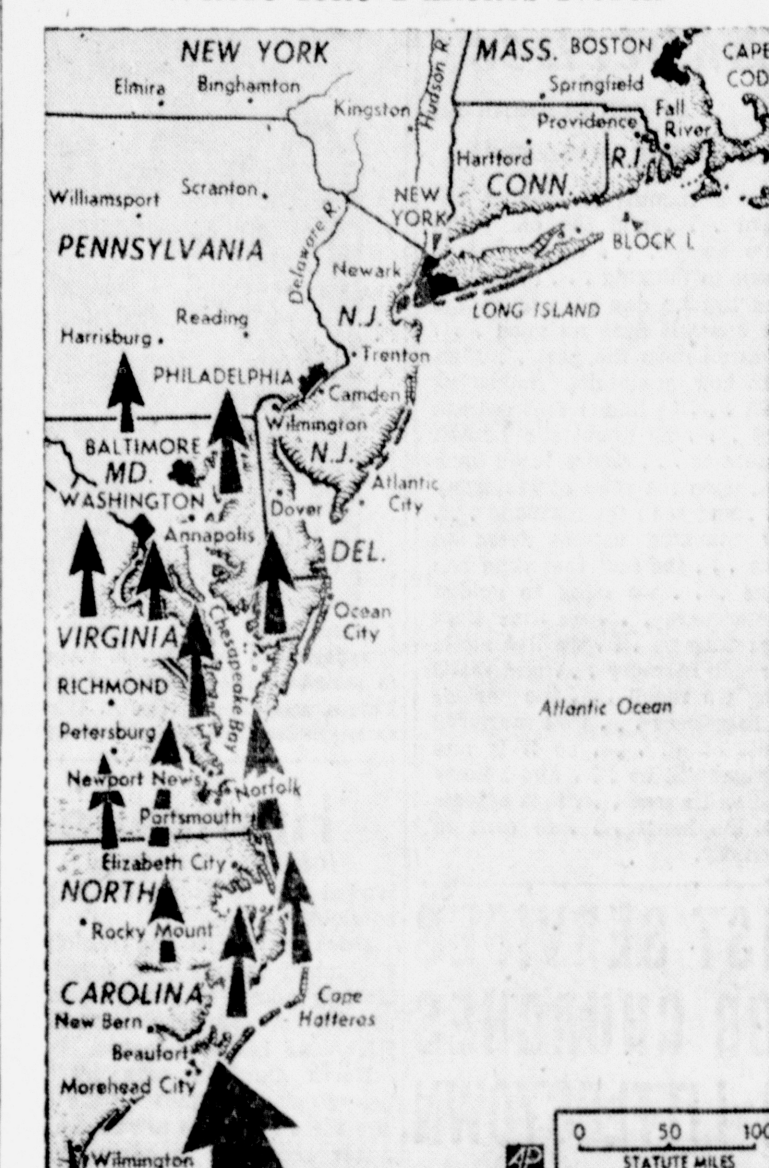 NEW YORK
MASS.
BOSTON
CAPE
COD
Elmira
Binghamton
Hudson R.
Springfield
Kingston
Providence
Fall
River
Hartford
R.I.
CONN.
Williamsport
Scranton
NEW
YORK
Delaware R.
BLOCK I.
PENNSYLVANIA
Newark
LONG ISLAND
Reading
N.J.
Harrisburg
Trenton
PHILADELPHIA
Camden
Wilmington
BALTIMORE
N.J.
MD.
Atlantic
City
WASHINGTON
Dover
Annapolis
DEL.
Chesapeake Bay
Ocean
City
VIRGINIA
RICHMOND
Atlantic Ocean
Petersburg
Newport News
Norfolk
Portsmouth
Elizabeth City
NORTH
Rocky Mount
CAROLINA
Cape
Hatteras
New Bern
Beaufort
Morehead City
Wilmington
AP
0 50 100
STATUTE MILES